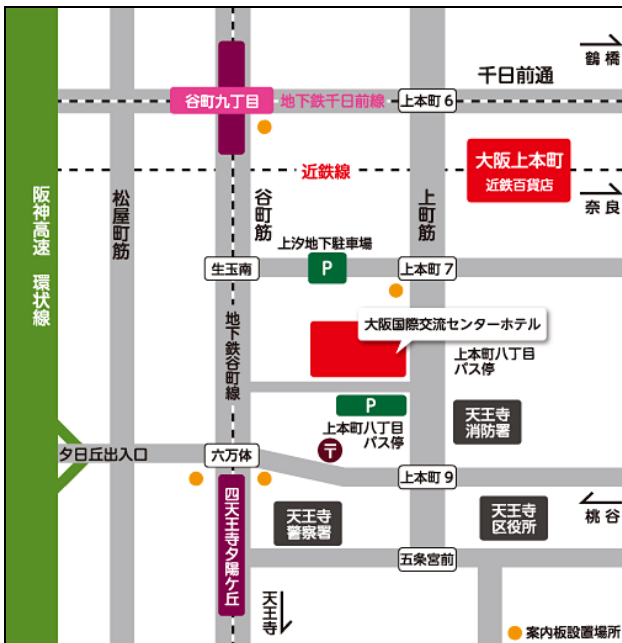 鶴橋
千日前通
谷町九丁目
地下鉄千日前線
上本町6
大阪上本町
近鉄百貨店
近鉄線
奈良
阪神高速 環状線
松屋町筋
谷町筋
上町筋
上汐地下駐車場
P
生玉南
上本町7
地下鉄谷町線
大阪国際交流センターホテル
上本町八丁目
バス停
P
上本町八丁目
バス停
〒
天王寺
消防署
夕日丘出入口
六万体
上本町9
四天王寺夕陽ケ丘
天王寺
警察署
天王寺
区役所
桃谷
五条宮前
天王寺
案内板設置場所